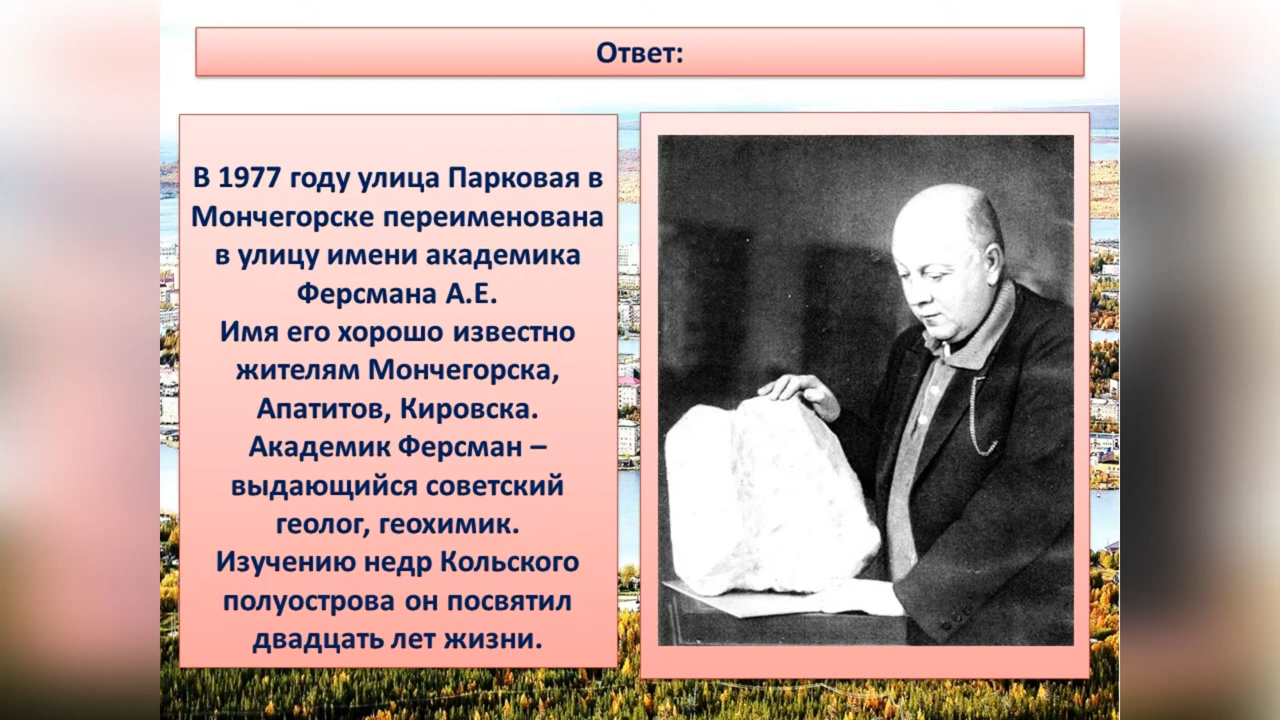 Ответ:
В 1977 году улица Парковая в
Мончегорске переименована
в улицу имени академика
Ферсмана А.Е.
Имя его хорошо известно
жителям Мончегорска,
Апатитов, Кировска.
Академик Ферсман –
выдающийся советский
геолог, геохимик.
Изучению недр Кольского
полуострова он посвятил
двадцать лет жизни.